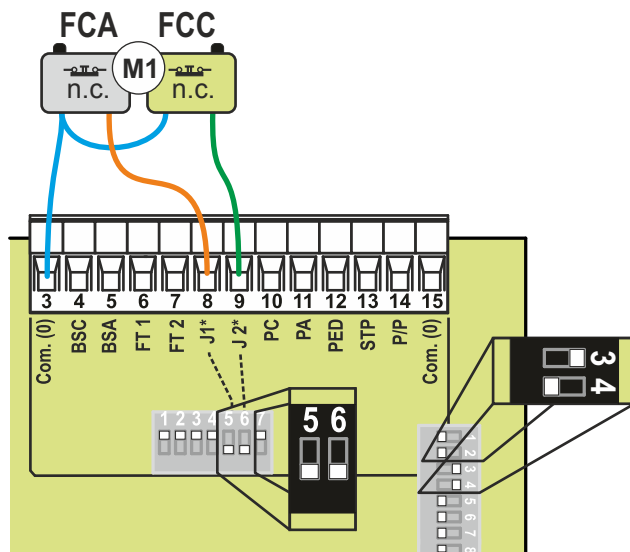 FCA FCC
M1
n.c. n.c.
3 4 5 6 7 8 9 10 11 12 13 14 15
Com. (0) BSC BSA FT 1 FT 2 J1* J 2* PC PA PED STP P/P Com. (0)
3
4
1 2 3 4 5 6 7
5 6
1
2
3
4
5
6
7
8